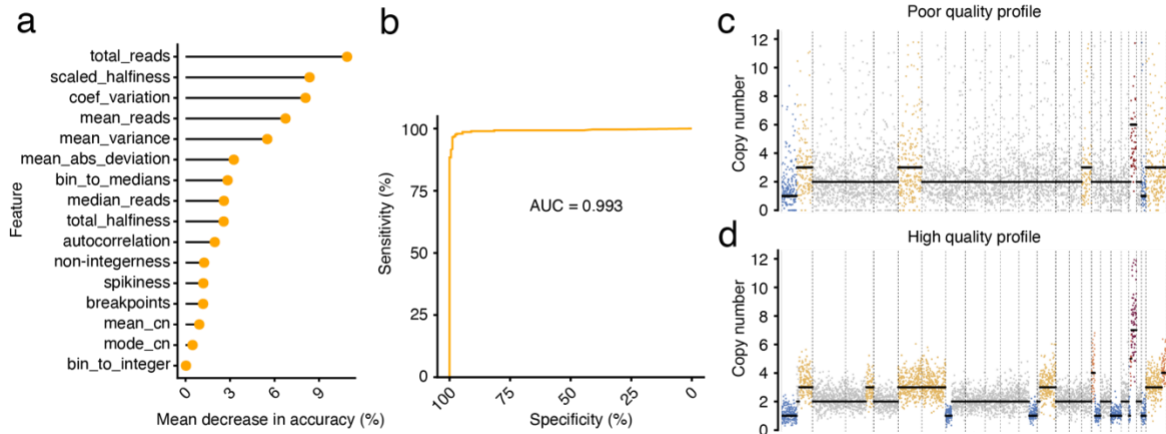 a
Feature
total_reads
scaled_halfiness
coef_variation
mean_reads
mean_variance
mean_abs_deviation
bin_to_medians
median_reads
total_halfiness
autocorrelation
non-integerness
spikiness
breakpoints
mean_cn
mode_cn
bin_to_integer
0 3 6 9
Mean decrease in accuracy (%)
b
Sensitivity (%)
100
75
50
25
0
AUC = 0.993
100 75 50 25 0
Specificity (%)
c
Poor quality profile
Copy number
12
10
8
6
4
2
0
d
High quality profile
Copy number
12
10
8
6
4
2
0